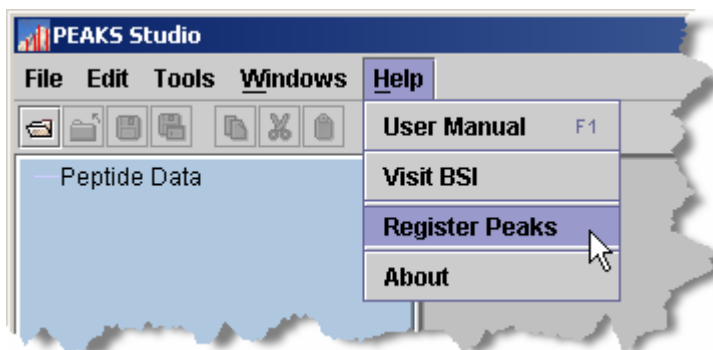 PEAKS Studio
File Edit Tools Windows Help
User Manual F1
Peptide Data
Visit BSI
Register Peaks
About